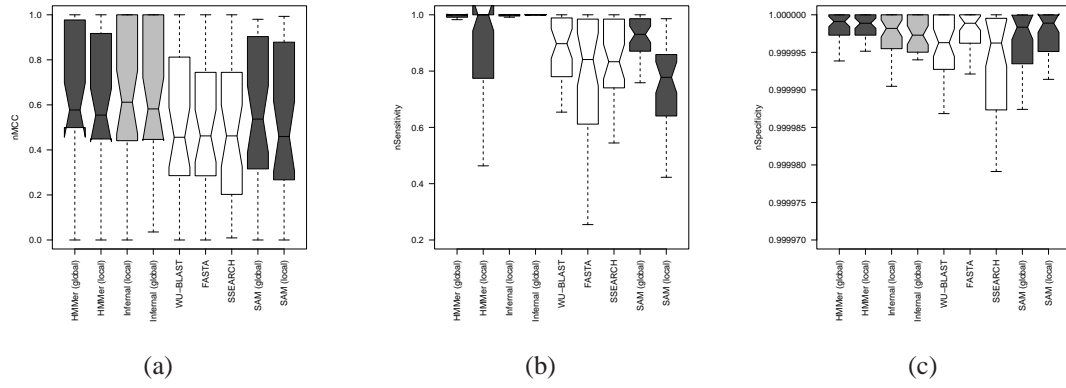 nMCC
1.0
0.8
0.6
0.4
0.2
0.0
HMMer (global)
HMMer (local)
Infernal (local)
Infernal (global)
WU−BLAST
FASTA
SSEARCH
SAM (global)
SAM (local)
(a)
nSensitivity
1.0
0.8
0.6
0.4
0.2
HMMer (global)
HMMer (local)
Infernal (local)
Infernal (global)
WU−BLAST
FASTA
SSEARCH
SAM (global)
SAM (local)
(b)
nSpecificity
1.000000
0.999995
0.999990
0.999985
0.999980
0.999975
0.999970
HMMer (global)
HMMer (local)
Infernal (local)
Infernal (global)
WU−BLAST
FASTA
SSEARCH
SAM (global)
SAM (local)
(c)